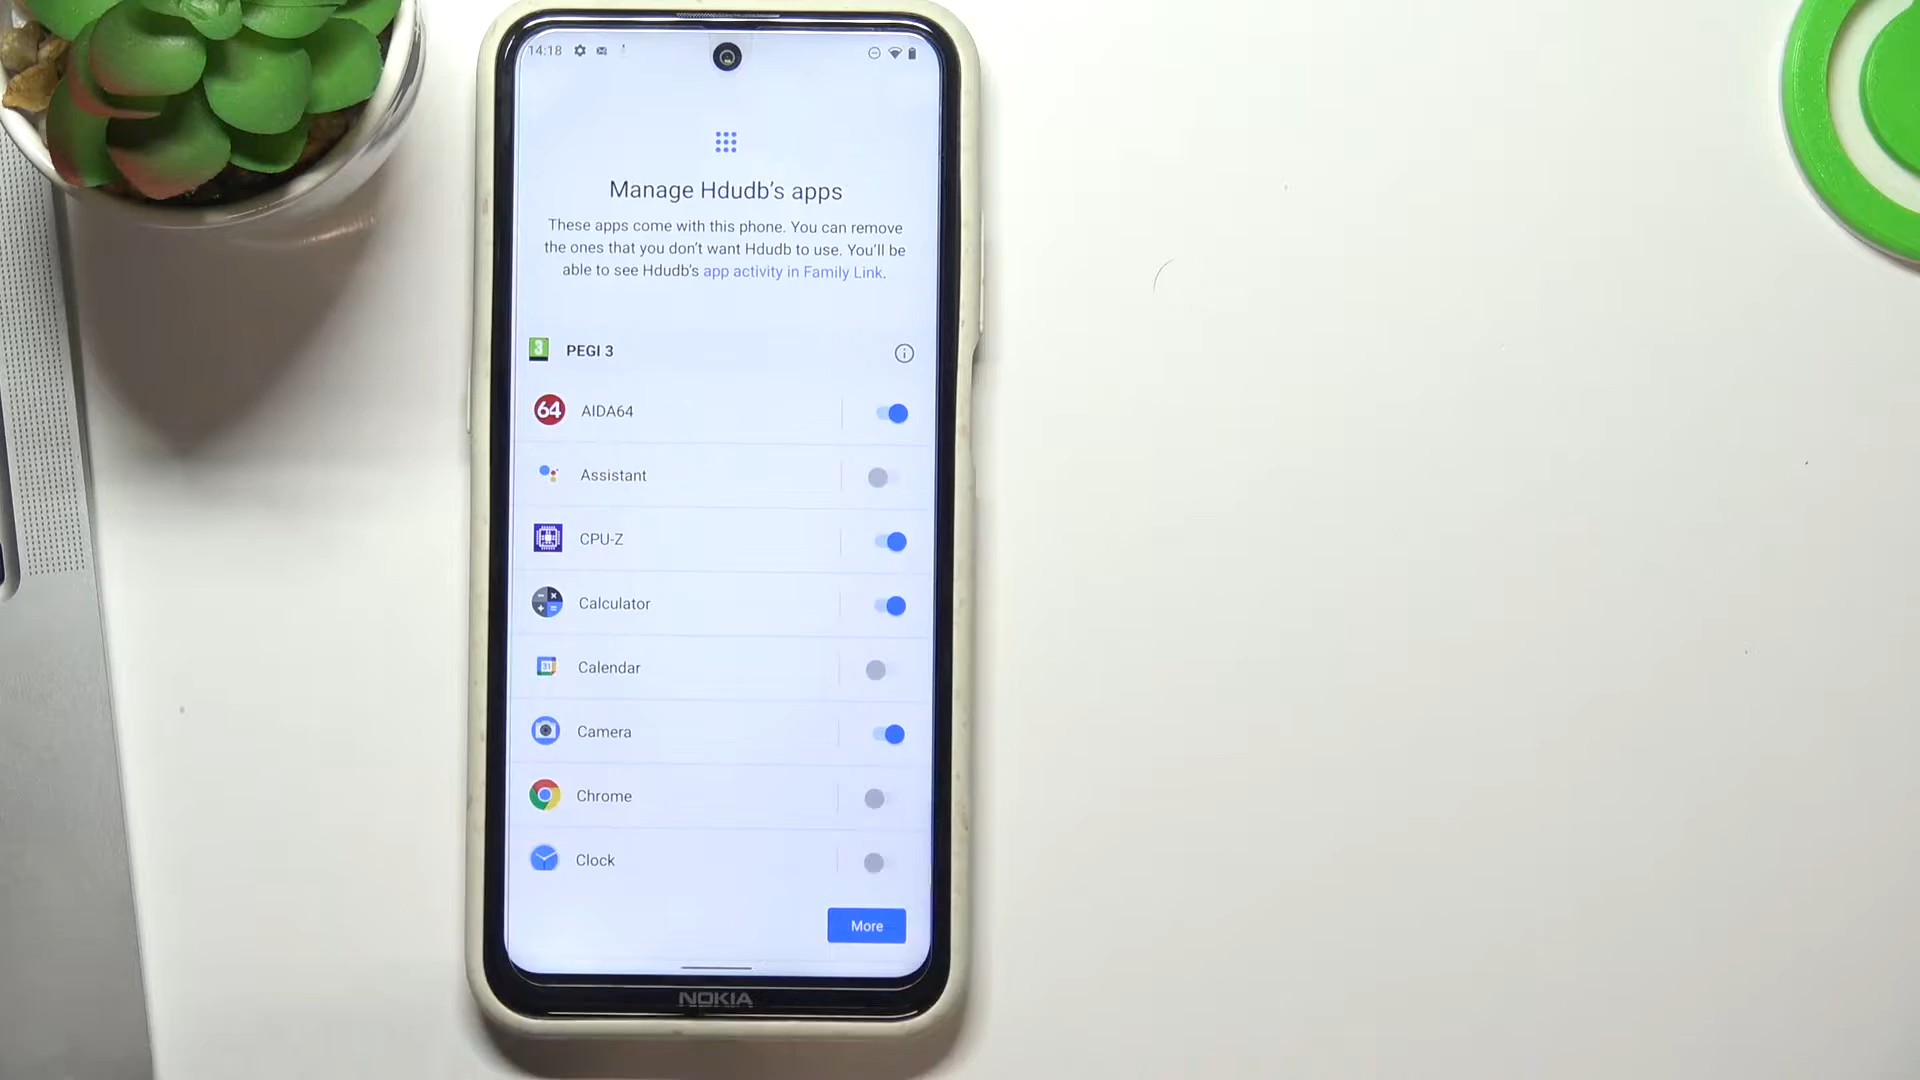 14:18
Manage Hdudb's apps
These apps come with this phone. You can remove
the ones that you don't want Hdudb to use. You'll be
able to see Hdudb's app activity in Family Link.
3 PEGI 3
64 AIDA64
Assistant
CPU-Z
Calculator
31 Calendar
Camera
Chrome
Clock
More
NOKIA